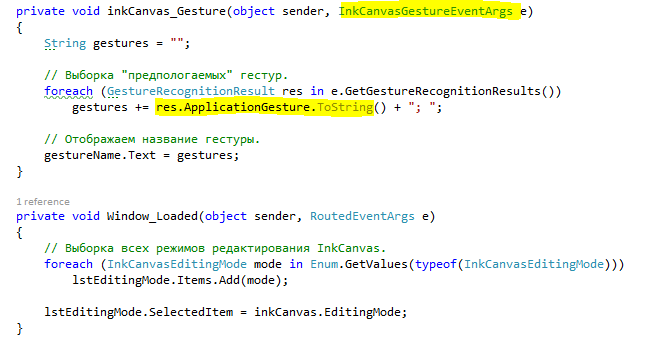 private void inkCanvas_Gesture(object sender, InkCanvasGestureEventArgs e)
{
    String gestures = "";

    // Выборка "предпологаемых" гестур.
    foreach (GestureRecognitionResult res in e.GetGestureRecognitionResults())
        gestures += res.ApplicationGesture.ToString() + "; ";

    // Отображаем название гестуры.
    gestureName.Text = gestures;
}

1 reference
private void Window_Loaded(object sender, RoutedEventArgs e)
{
    // Выборка всех режимов редактирования InkCanvas.
    foreach (InkCanvasEditingMode mode in Enum.GetValues(typeof(InkCanvasEditingMode)))
        lstEditingMode.Items.Add(mode);

    lstEditingMode.SelectedItem = inkCanvas.EditingMode;
}